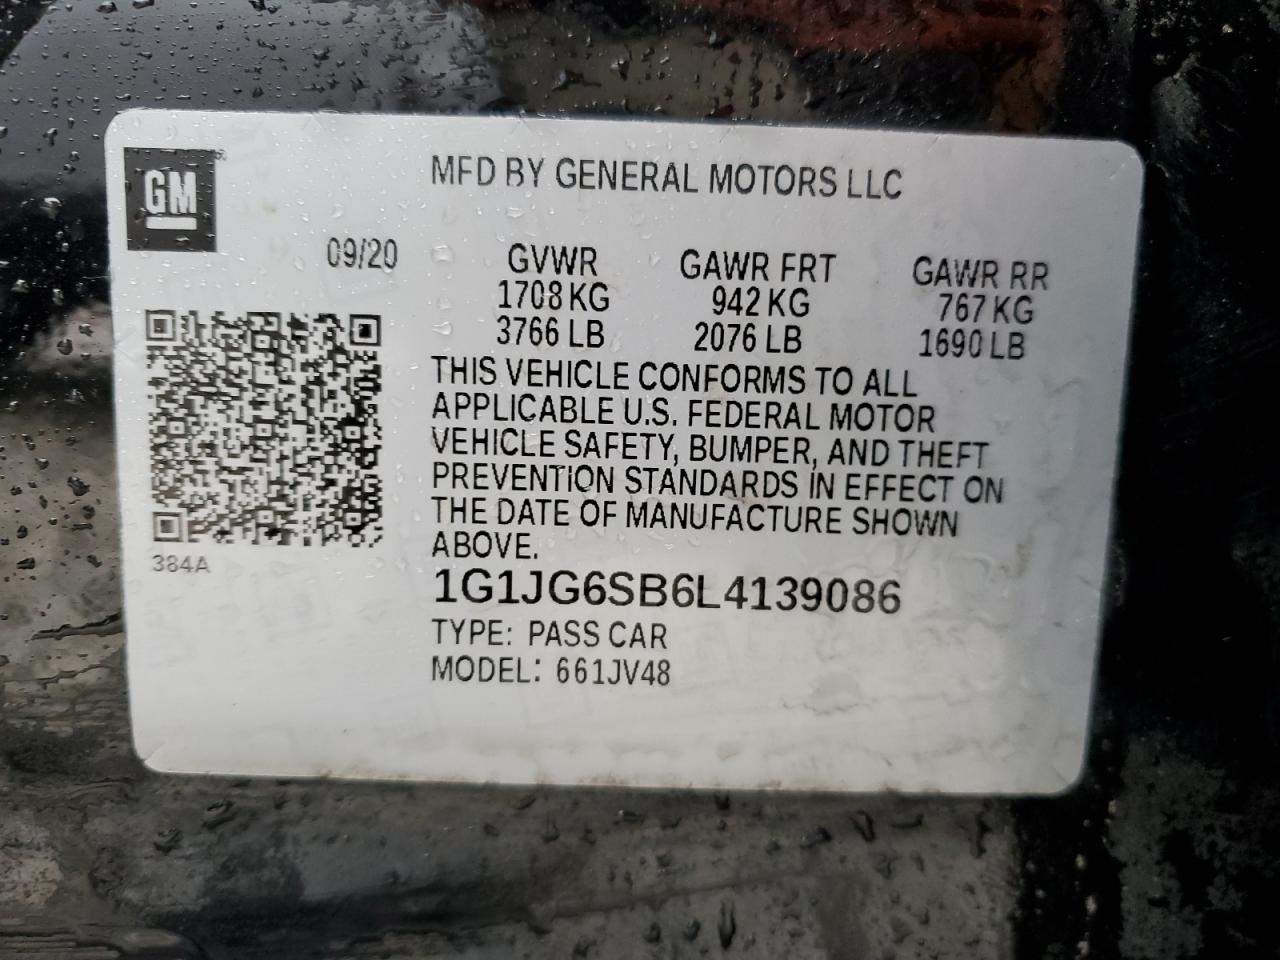 GM
MFD BY GENERAL MOTORS LLC
09/20
GVWR GAWR FRT GAWR RR
1708 KG 942 KG 767 KG
3766 LB 2076 LB 1690 LB
THIS VEHICLE CONFORMS TO ALL
APPLICABLE U.S. FEDERAL MOTOR
VEHICLE SAFETY, BUMPER, AND THEFT
PREVENTION STANDARDS IN EFFECT ON
THE DATE OF MANUFACTURE SHOWN
ABOVE.
384A
1G1JG6SB6L4139086
TYPE: PASS CAR
MODEL: 661JV48